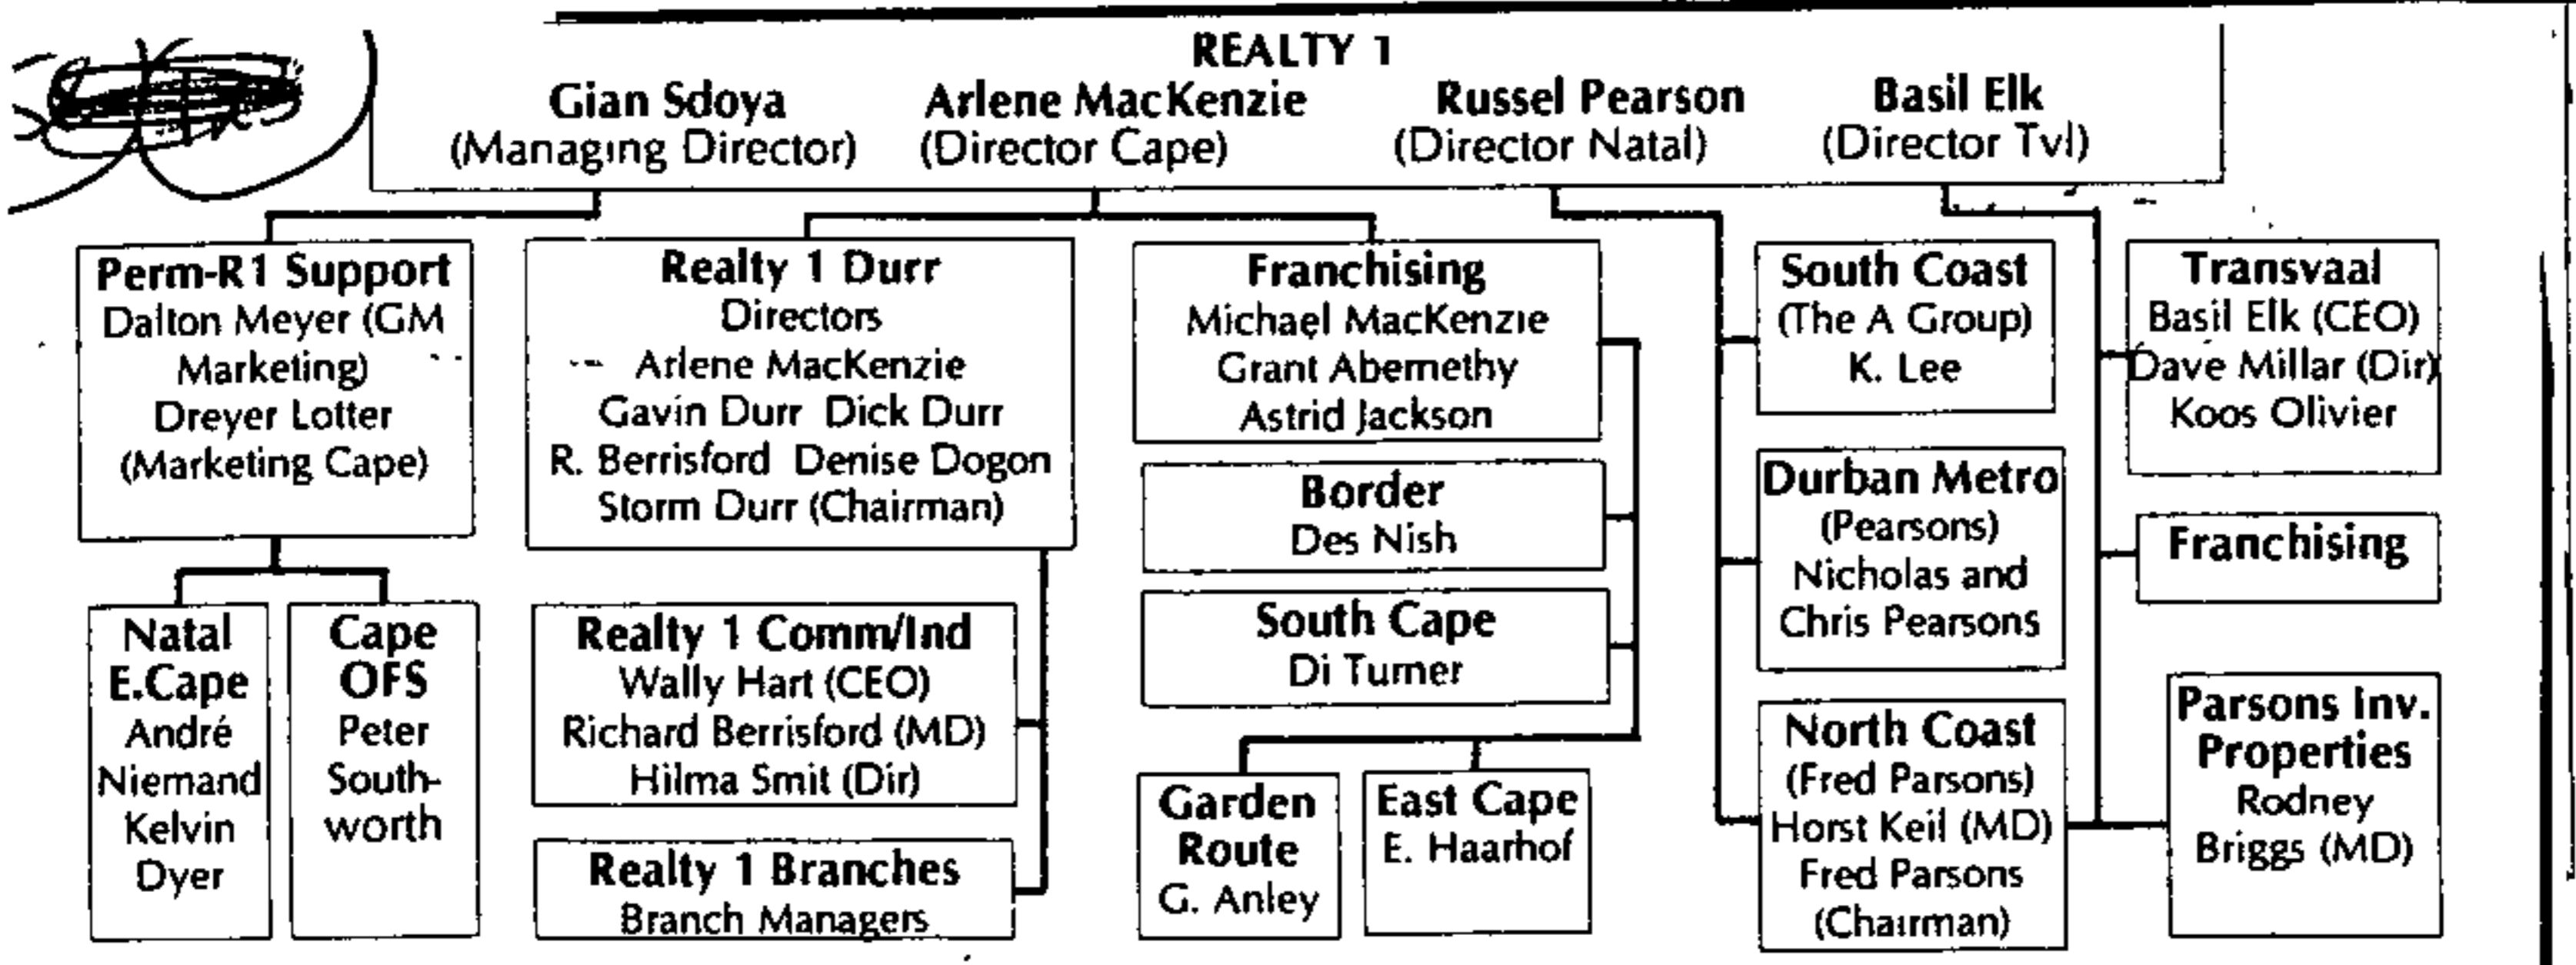 REALTY 1
Gian Sdoya
(Managing Director)
Arlene MacKenzie
(Director Cape)
Russel Pearson
(Director Natal)
Basil Elk
(Director Tvl)
Perm-R1 Support
Dalton Meyer (GM
Marketing)
Dreyer Lotter
(Marketing Cape)
Natal
E.Cape
André
Niemand
Kelvin
Dyer
Cape
OFS
Peter
South-
worth
Realty 1 Durr
Directors
Arlene MacKenzie
Gavin Durr Dick Durr
R. Berrisford Denise Dogon
Storm Durr (Chairman)
Realty 1 Comm/Ind
Wally Hart (CEO)
Richard Berrisford (MD)
Hilma Smit (Dir)
Realty 1 Branches
Branch Managers
Franchising
Michael MacKenzie
Grant Abernethy
Astrid Jackson
Border
Des Nish
South Cape
Di Turner
Garden
Route
G. Anley
East Cape
E. Haarhof
South Coast
(The A Group)
K. Lee
Durban Metro
(Pearsons)
Nicholas and
Chris Pearsons
North Coast
(Fred Parsons)
Horst Keil (MD)
Fred Parsons
(Chairman)
Transvaal
Basil Elk (CEO)
Dave Millar (Dir)
Koos Olivier
Franchising
Parsons Inv.
Properties
Rodney
Briggs (MD)